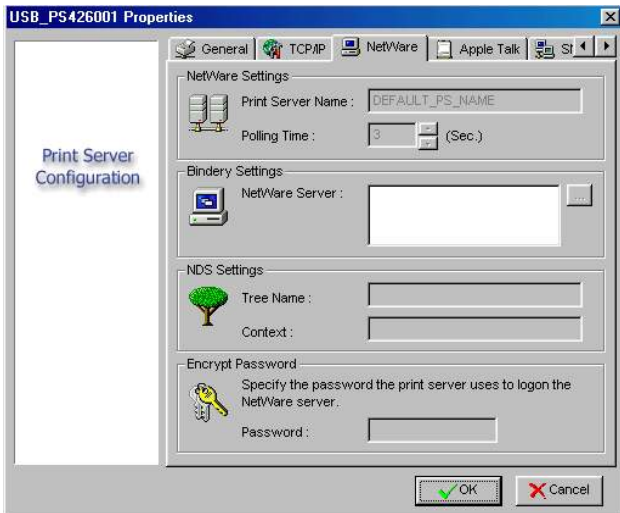 USB_PS426001 Properties
General TCP/IP NetWare Apple Talk
Print Server
Configuration
NetWare Settings
Print Server Name : DEFAULT_PS_NAME
Polling Time : 3 (Sec.)
Bindery Settings
NetWare Server : ...
NDS Settings
Tree Name :
Context :
Encrypt Password
Specify the password the print server uses to logon the
NetWare server.
Password :
OK Cancel